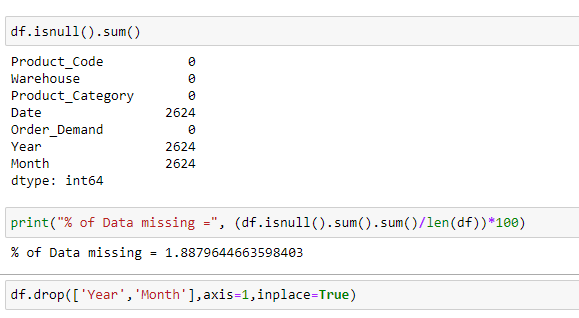 df.isnull().sum()
Product_Code 0
Warehouse 0
Product_Category 0
Date 2624
Order_Demand 0
Year 2624
Month 2624
dtype: int64
print("% of Data missing =", (df.isnull().sum().sum()/len(df))*100)
% of Data missing = 1.8879644663598403
df.drop(['Year','Month'],axis=1,inplace=True)